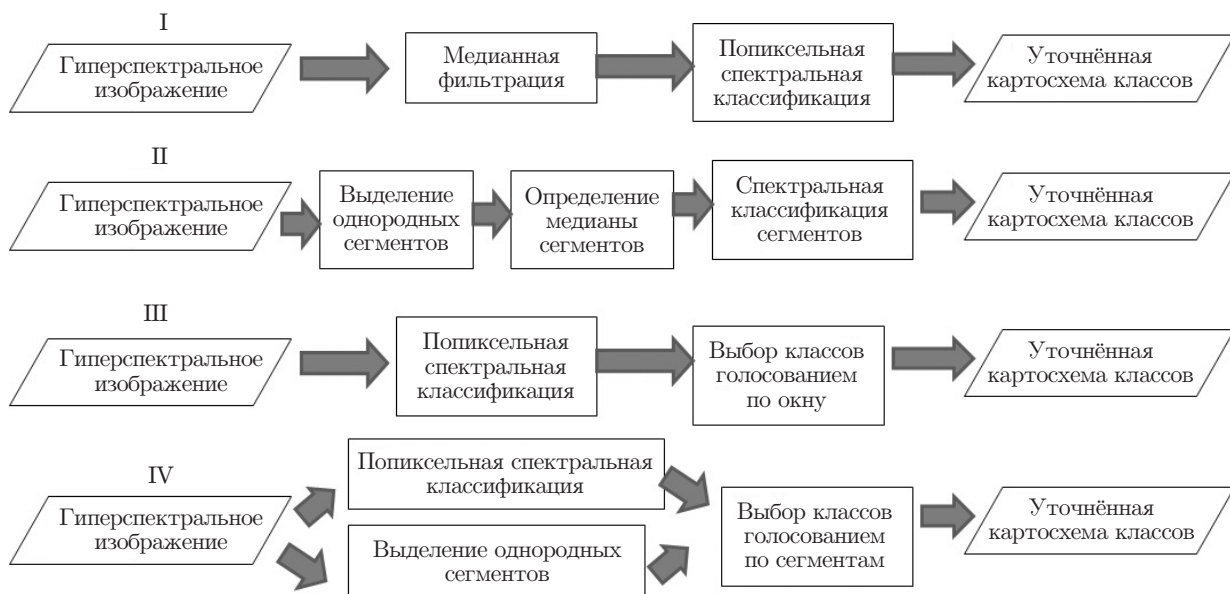 I
Гиперспектральное
изображение
Медианная
фильтрация
Попиксельная
спектральная
классификация
Уточнённая
картосхема классов
II
Гиперспектральное
изображение
Выделение
однородных
сегментов
Определение
медианы
сегментов
Спектральная
классификация
сегментов
Уточнённая
картосхема классов
III
Гиперспектральное
изображение
Попиксельная
спектральная
классификация
Выбор классов
голосованием
по окну
Уточнённая
картосхема классов
IV
Гиперспектральное
изображение
Попиксельная спектральная
классификация
Выделение однородных
сегментов
Выбор классов
голосованием
по сегментам
Уточнённая
картосхема классов